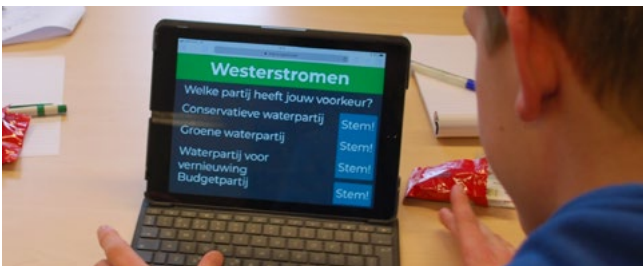 Westerstromen
Welke partij heeft jouw voorkeur?
Conservatieve waterpartij
Stem!
Groene waterpartij
Stem!
Waterpartij voor
vernieuwing
Stem!
Budgetpartij
Stem!